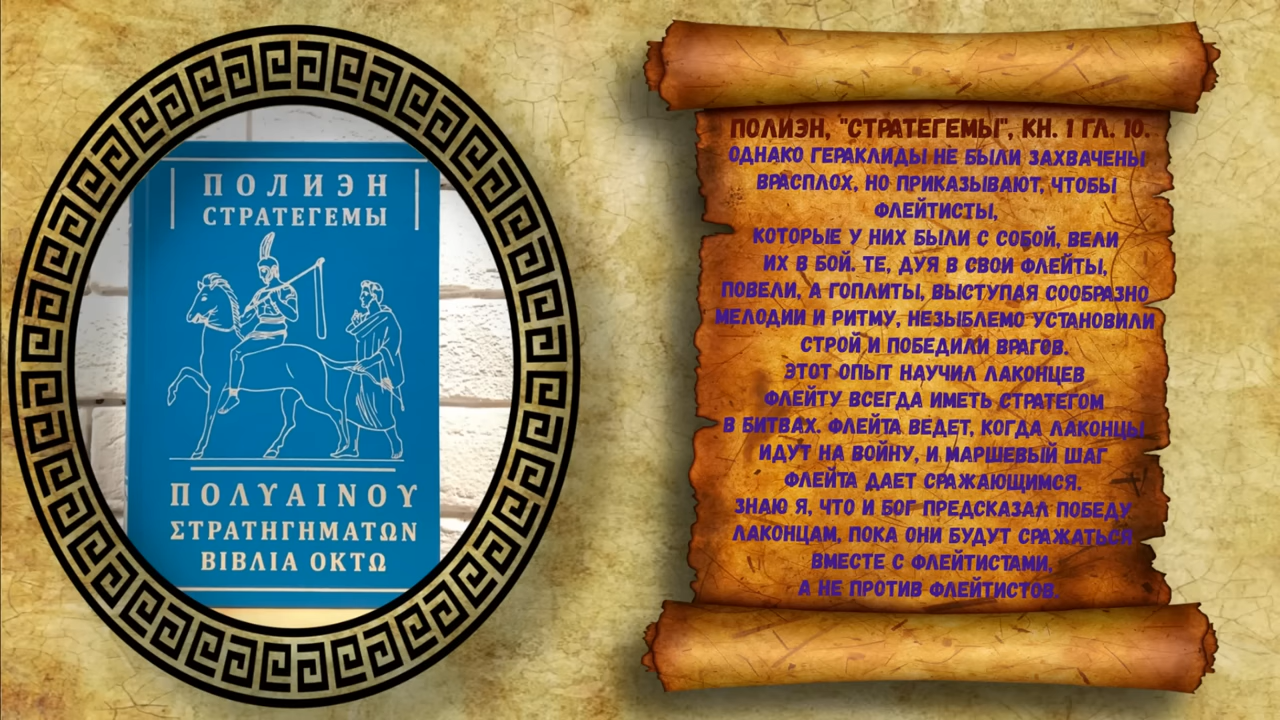 ПОЛИЭН
СТРАТЕГЕМЫ
ΠΟΛΥΑΙΝΟΥ
ΣΤΡΑΤΗΓΗΜΑΤΩΝ
ΒΙΒΛΙΑ ΟΚΤΩ
ПОЛИЭН, "СТРАТЕГЕМЫ", КН. 1 ГЛ. 10.
ОДНАКО ГЕРАКЛИДЫ НЕ БЫЛИ ЗАХВАЧЕНЫ
ВРАСПЛОХ, НО ПРИКАЗЫВАЮТ, ЧТОБЫ
ФЛЕЙТИСТЫ,
КОТОРЫЕ У НИХ БЫЛИ С СОБОЙ, ВЕЛИ
ИХ В БОЙ. ТЕ, ДУЯ В СВОИ ФЛЕЙТЫ,
ПОВЕЛИ, А ГОПЛИТЫ, ВЫСТУПАЯ СООБРАЗНО
МЕЛОДИИ И РИТМУ, НЕЗЫБЛЕМО УСТАНОВИЛИ
СТРОЙ И ПОБЕДИЛИ ВРАГОВ.
ЭТОТ ОПЫТ НАУЧИЛ ЛАКОНЦЕВ
ФЛЕЙТУ ВСЕГДА ИМЕТЬ СТРАТЕГОМ
В БИТВАХ. ФЛЕЙТА ВЕДЕТ, КОГДА ЛАКОНЦЫ
ИДУТ НА ВОЙНУ, И МАРШЕВЫЙ ШАГ
ФЛЕЙТА ДАЕТ СРАЖАЮЩИМСЯ.
ЗНАЮ Я, ЧТО И БОГ ПРЕДСКАЗАЛ ПОБЕДУ
ЛАКОНЦАМ, ПОКА ОНИ БУДУТ СРАЖАТЬСЯ
ВМЕСТЕ С ФЛЕЙТИСТАМИ,
А НЕ ПРОТИВ ФЛЕЙТИСТОВ.